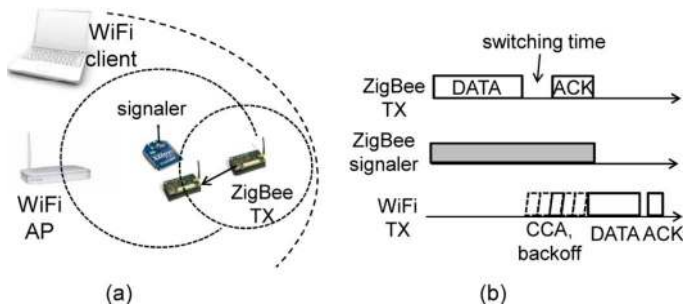 WiFi
client
signaler
WiFi
AP
ZigBee
TX
(a)
switching time
ZigBee
TX
DATA
ACK
ZigBee
signaler
WiFi
TX
CCA,
backoff
DATA ACK
(b)